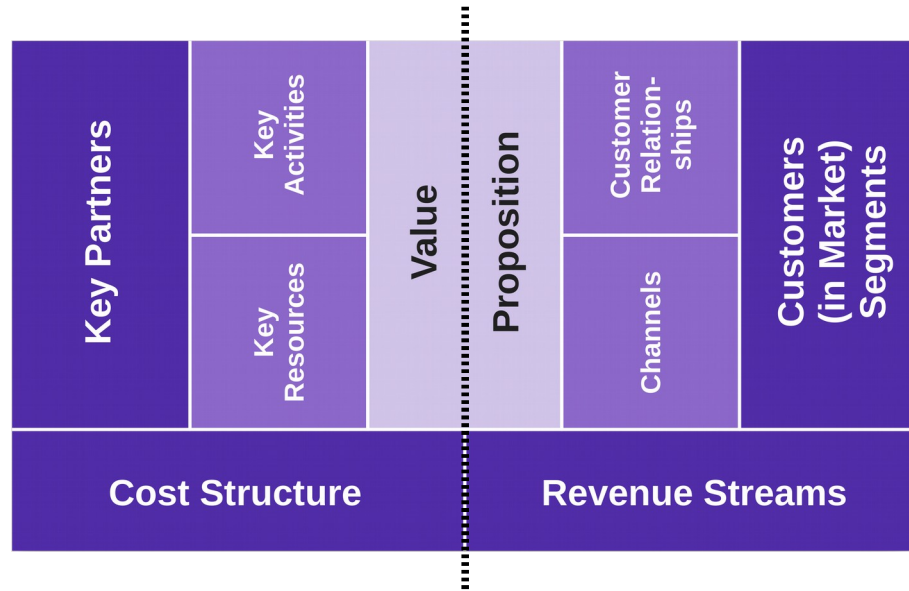 Key Partners
Key
Activities
Key
Resources
Value
Proposition
Customer
Relation-
ships
Channels
Customers
(in Market)
Segments
Cost Structure
Revenue Streams